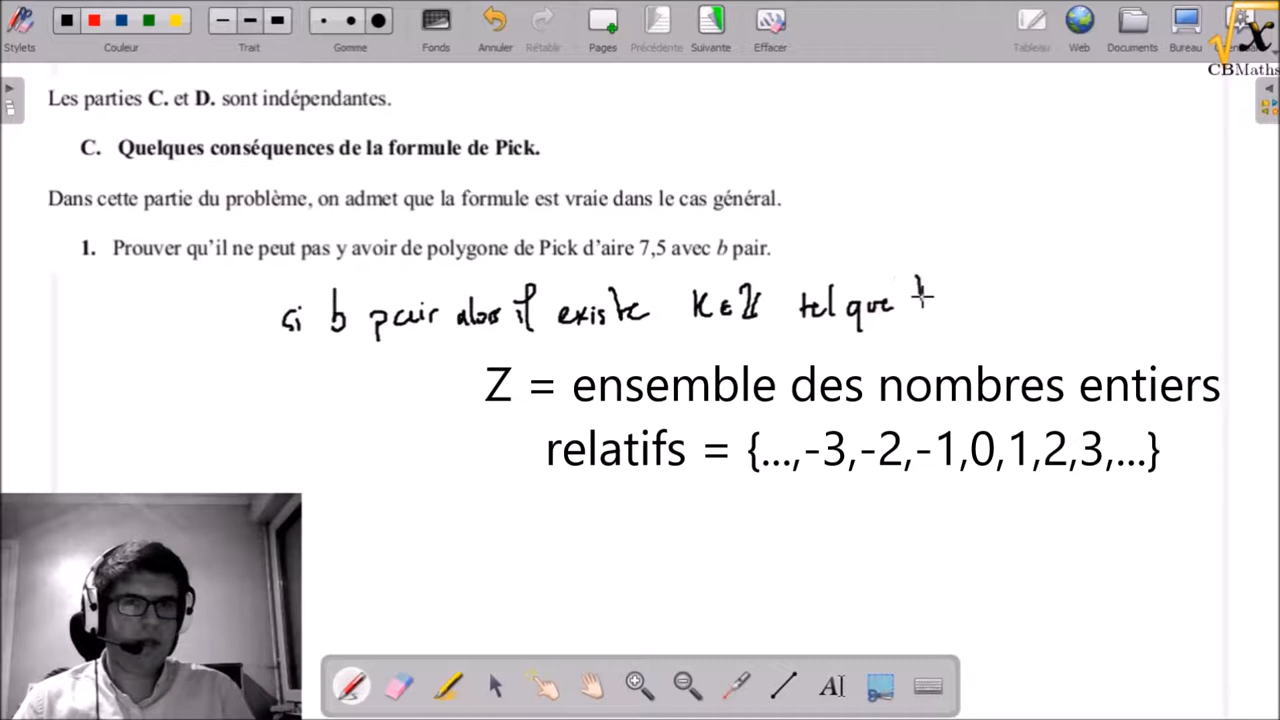 Stylets
Couleur
Trait
Gomme
Fonds
Annuler
Rétablir
Pages
Précédente
Suivante
Effacer
Tableau
Web
Documents
Bureau
CBMaths
Les parties C. et D. sont indépendantes.
C. Quelques conséquences de la formule de Pick.
Dans cette partie du problème, on admet que la formule est vraie dans le cas général.
1. Prouver qu'il ne peut pas y avoir de polygone de Pick d'aire 7,5 avec b pair.
si b pair alors il existe K ∈ ℤ tel que
Z = ensemble des nombres entiers
relatifs = {...,-3,-2,-1,0,1,2,3,...}